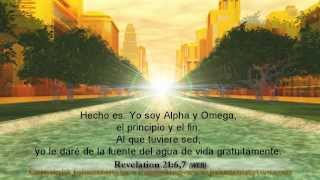 Hecho es. Yo soy Alpha y Omega,
el principio y el fin.
Al que tuviere sed,
yo le daré de la fuente del agua de vida gratuitamente.
Revelation 21:6,7 (WEB)